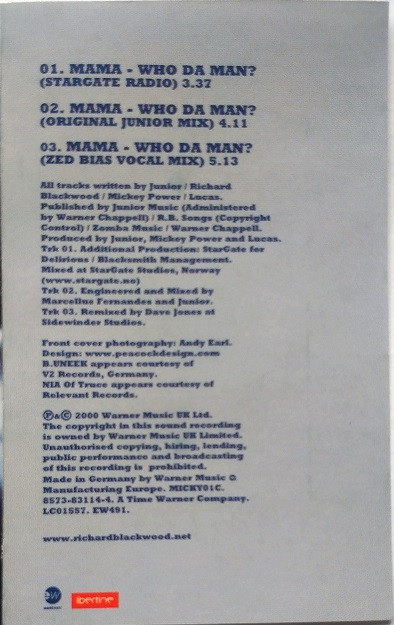 01. MAMA - WHO DA MAN?
(STARGATE RADIO) 3.37
02. MAMA - WHO DA MAN?
(ORIGINAL JUNIOR MIX) 4.11
03. MAMA - WHO DA MAN?
(ZED BIAS VOCAL MIX) 5.13
All tracks written by Junior / Richard
Blackwood / Mickey Power / Lucas.
Published by Junior Music (Administered
by Warner Chappell) / R.B. Songs (Copyright
Control) / Zomba Music / Warner Chappell.
Produced by Junior, Mickey Power and Lucas.
Trk 01. Additional Production: StarGate for
Delirious / Blacksmith Management.
Mixed at StarGate Studios, Norway
(www.stargate.no)
Trk 02. Engineered and Mixed by
Marcellus Fernandes and Junior.
Trk 03. Remixed by Dave Jones at
Sidewinder Studios.
Front cover photography: Andy Earl.
Design: www.peacockdesign.com
B.UNEEK appears courtesy of
V2 Records, Germany.
NIA Of Truce appears courtesy of
Relevant Records.
℗&© 2000 Warner Music UK Ltd.
The copyright in this sound recording
is owned by Warner Music UK Limited.
Unauthorised copying, hiring, lending,
public performance and broadcasting
of this recording is prohibited.
Made in Germany by Warner Music
Manufacturing Europe. MICKY01C.
8573-83114-4. A Time Warner Company.
LC01557. EW491.
www.richardblackwood.net
ew
libertine